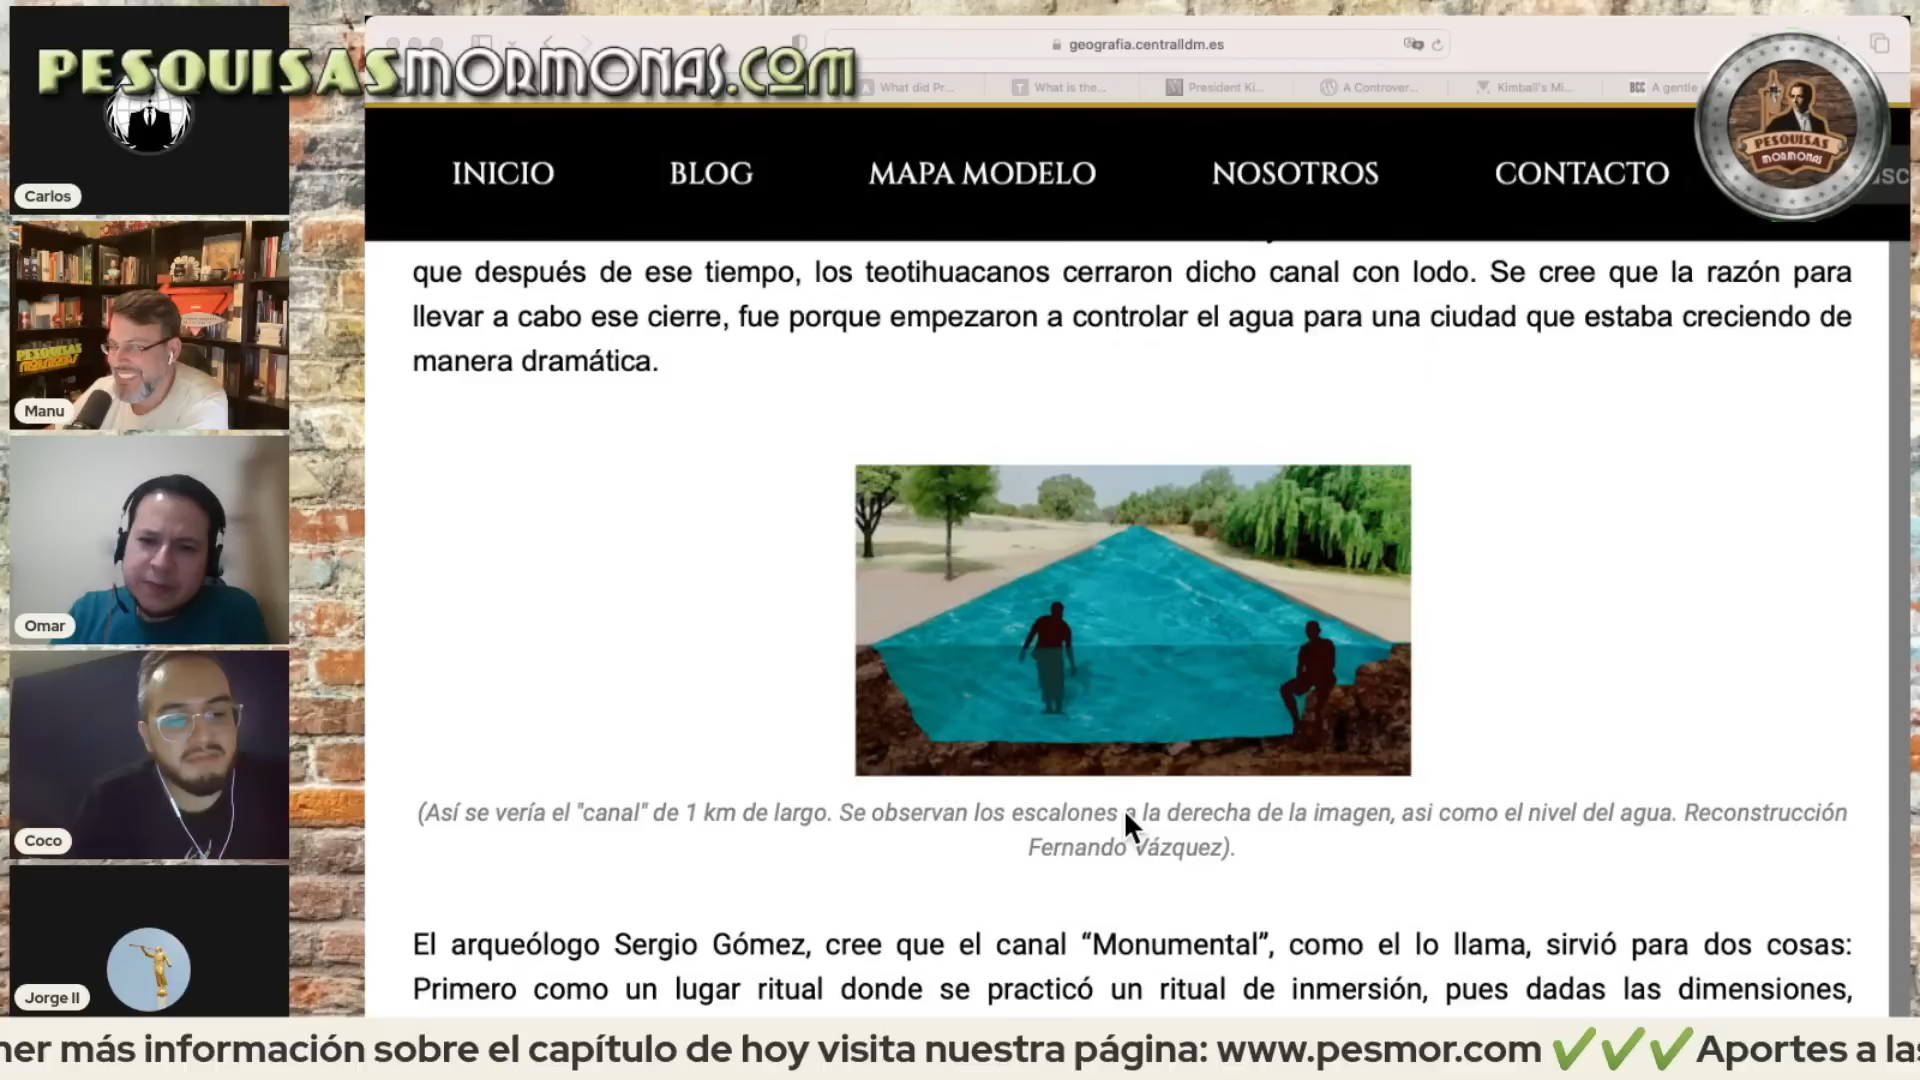 PESQUISASMORMONAS.COM
geografia.centralldm.es
What did Pr...
What is the...
President Ki...
A Controver...
Kimball's Mi...
BCC A gentle
PESQUISAS
MORMONAS
INICIO
BLOG
MAPA MODELO
NOSOTROS
CONTACTO
que después de ese tiempo, los teotihuacanos cerraron dicho canal con lodo. Se cree que la razón para
llevar a cabo ese cierre, fue porque empezaron a controlar el agua para una ciudad que estaba creciendo de
manera dramática.
(Así se vería el "canal" de 1 km de largo. Se observan los escalones a la derecha de la imagen, asi como el nivel del agua. Reconstrucción
Fernando Vázquez).
El arqueólogo Sergio Gómez, cree que el canal “Monumental”, como el lo llama, sirvió para dos cosas:
Primero como un lugar ritual donde se practicó un ritual de inmersión, pues dadas las dimensiones,
Carlos
PESQUISAS
MORMONAS
Manu
Omar
Coco
Jorge II
ner más información sobre el capítulo de hoy visita nuestra página: www.pesmor.com ✓✓✓ Aportes a las